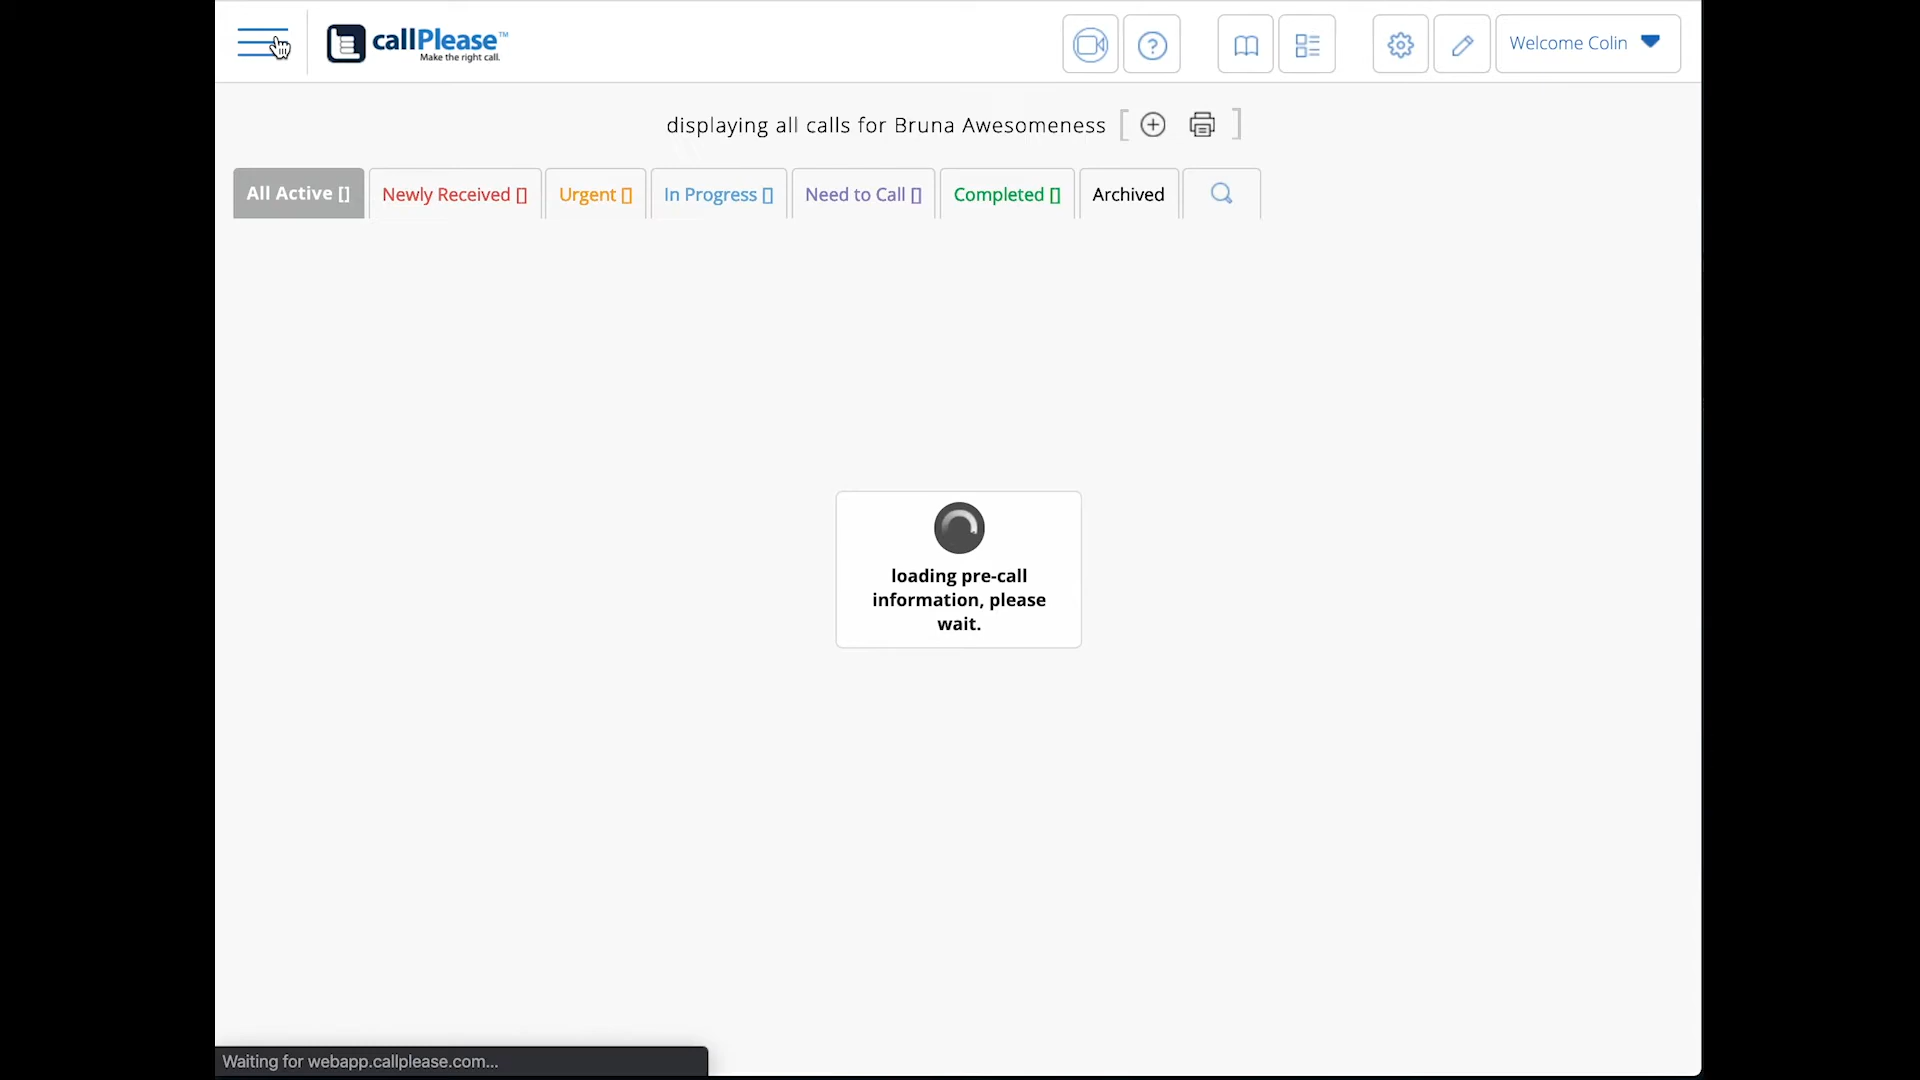 callPlease™
Make the right call.
Welcome Colin
displaying all calls for Bruna Awesomeness
All Active []
Newly Received []
Urgent []
In Progress []
Need to Call []
Completed []
Archived
loading pre-call
information, please
wait.
Waiting for webapp.callplease.com...